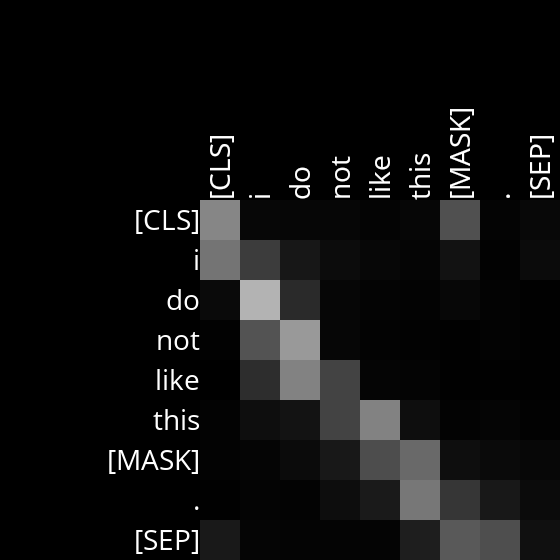 [CLS] i do not like this [MASK] . [SEP]
[CLS]
i
do
not
like
this
[MASK]
.
[SEP]